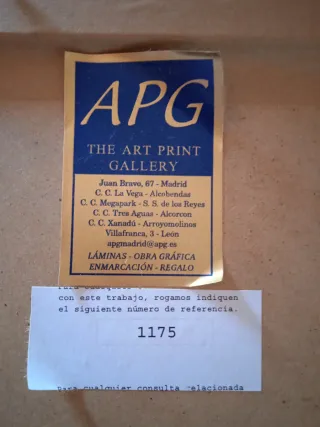 APG
THE ART PRINT
GALLERY
Juan Bravo, 67 - Madrid
C. C. La Vega - Alcobendas
C. C. Megapark - S. S. de los Reyes
C. C. Tres Aguas - Alcorcon
C. C. Xanadú - Arroyomolinos
Villafranca, 3 - León
apgmadrid@apg.es
LÁMINAS - OBRA GRÁFICA
ENMARCACIÓN - REGALO
con este trabajo, rogamos indiquen
el siguiente número de referencia.
1175
Para cualquier consulta relacionada